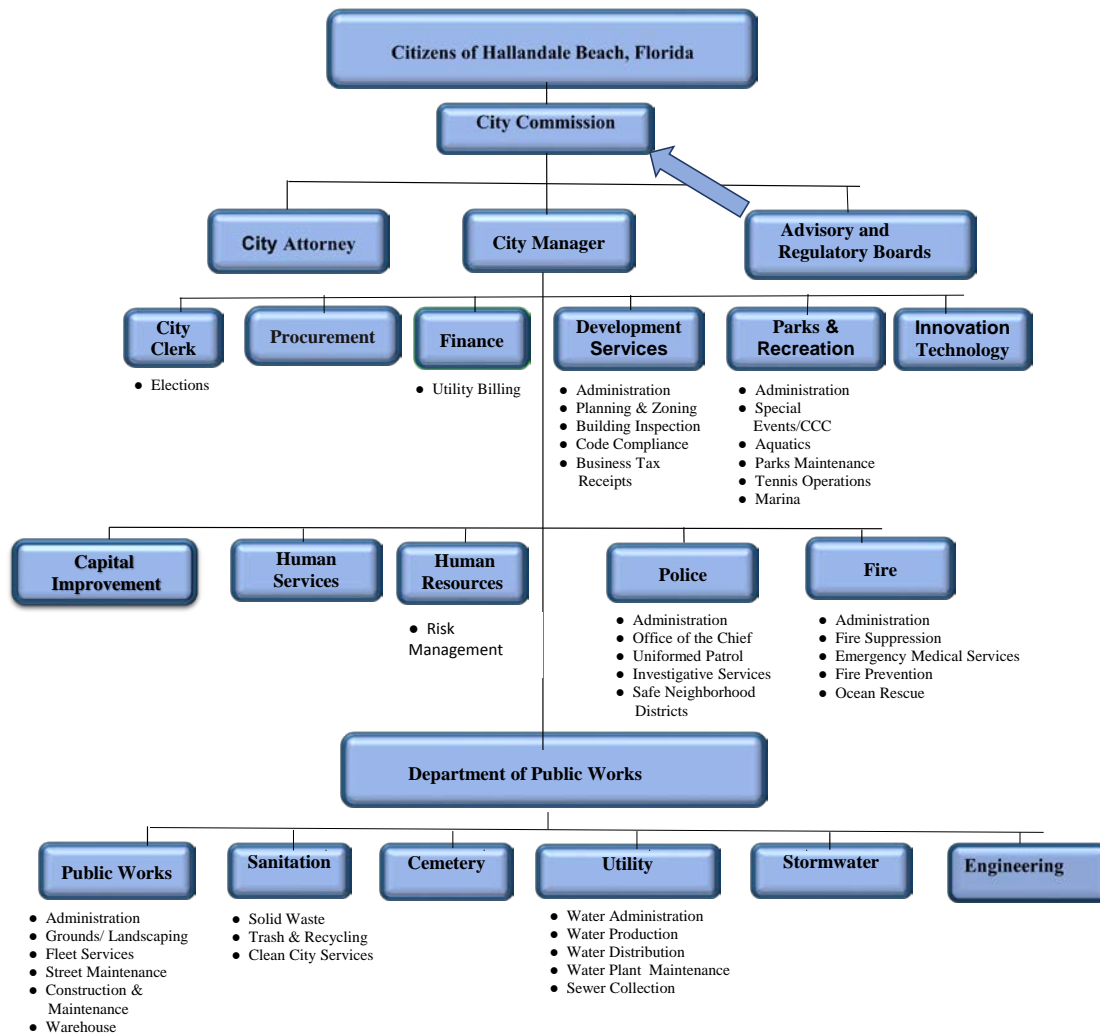 Citizens of Hallandale Beach, Florida
City Commission
City Attorney
City Manager
Advisory and
Regulatory Boards
City
Clerk
● Elections
Procurement
Finance
● Utility Billing
Development
Services
● Administration
● Planning & Zoning
● Building Inspection
● Code Compliance
● Business Tax
Receipts
Parks &
Recreation
● Administration
● Special
Events/CCC
● Aquatics
● Parks Maintenance
● Tennis Operations
● Marina
Innovation
Technology
Capital
Improvement
Human
Services
Human
Resources
● Risk
Management
Police
● Administration
● Office of the Chief
● Uniformed Patrol
● Investigative Services
● Safe Neighborhood
Districts
Fire
● Administration
● Fire Suppression
● Emergency Medical Services
● Fire Prevention
● Ocean Rescue
Department of Public Works
Public Works
● Administration
● Grounds/ Landscaping
● Fleet Services
● Street Maintenance
● Construction &
Maintenance
● Warehouse
Sanitation
● Solid Waste
● Trash & Recycling
● Clean City Services
Cemetery
Utility
● Water Administration
● Water Production
● Water Distribution
● Water Plant Maintenance
● Sewer Collection
Stormwater
Engineering